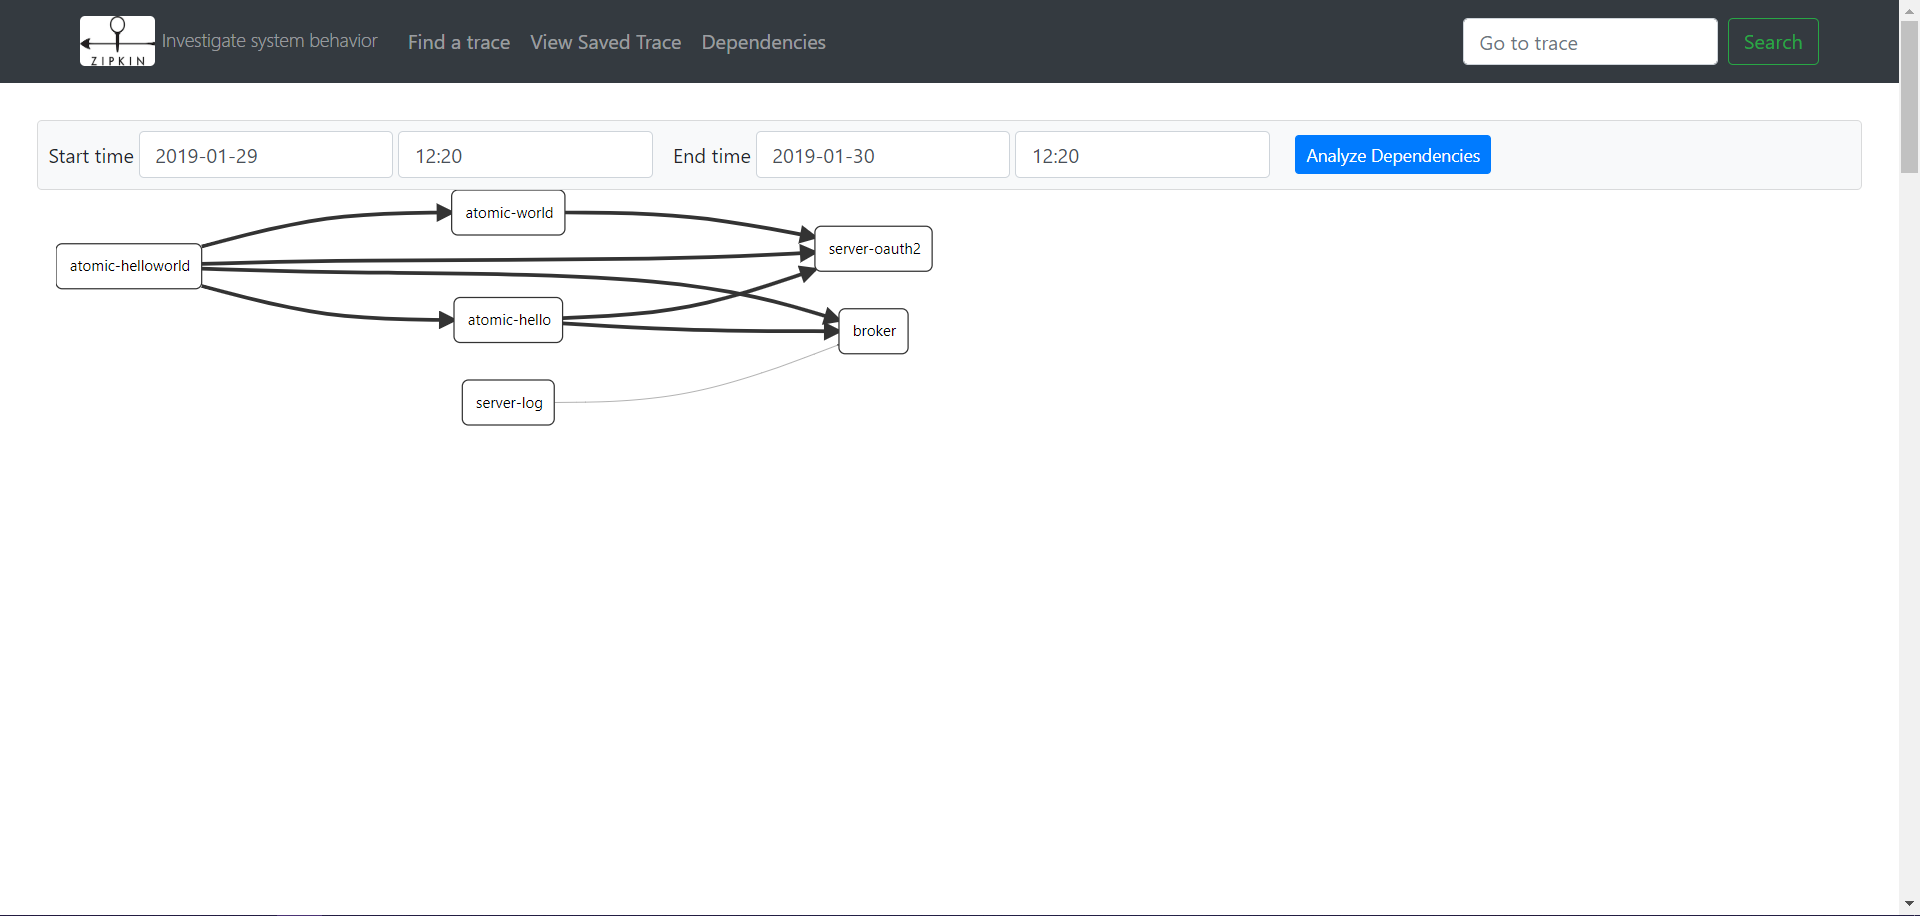 ZIPKIN Investigate system behavior Find a trace View Saved Trace Dependencies Go to trace Search
Start time 2019-01-29 12:20 End time 2019-01-30 12:20 Analyze Dependencies
atomic-world
server-oauth2
atomic-helloworld
atomic-hello
broker
server-log